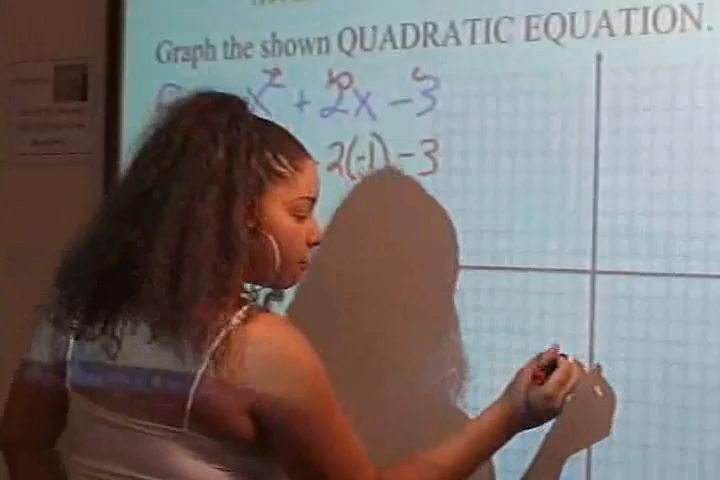 Graph the shown QUADRATIC EQUATION.
x² + 2x - 3
2(-1) - 3